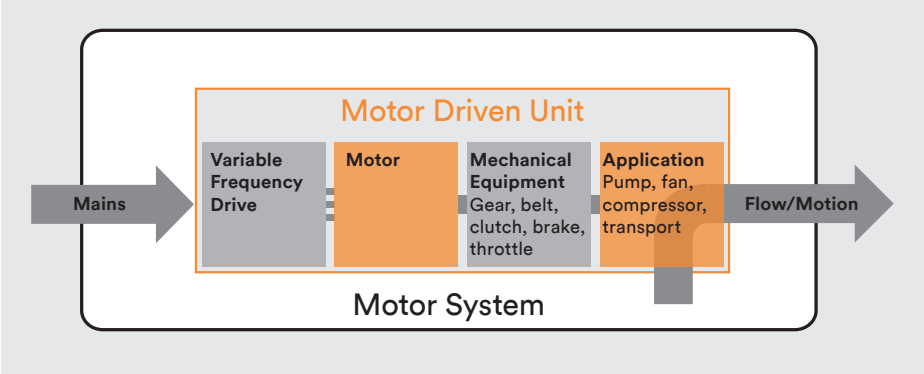 Motor Driven Unit
Mains
Variable
Frequency
Drive
Motor
Mechanical
Equipment
Gear, belt,
clutch, brake,
throttle
Application
Pump, fan,
compressor,
transport
Flow/Motion
Motor System